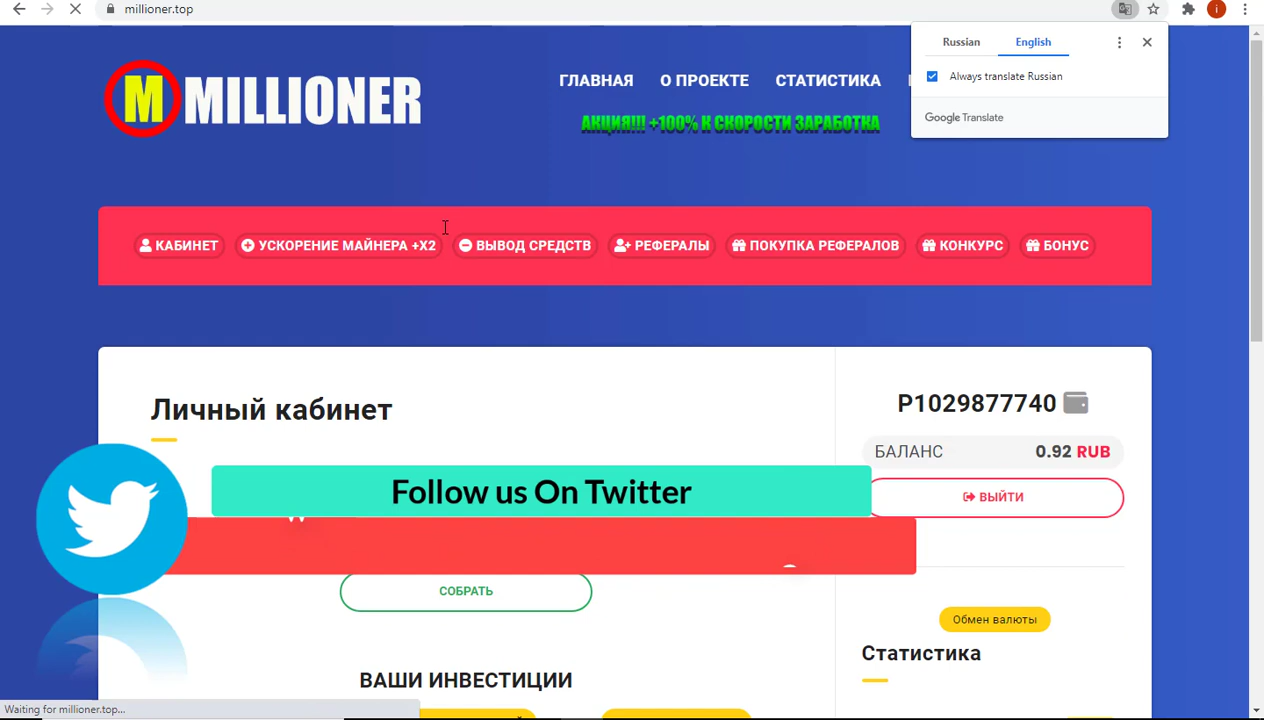 millioner.top
i
Russian
English
Always translate Russian
Google Translate
M MILLIONER
ГЛАВНАЯ О ПРОЕКТЕ СТАТИСТИКА
АКЦИЯ!!! +100% К СКОРОСТИ ЗАРАБОТКА
КАБИНЕТ УСКОРЕНИЕ МАЙНЕРА +X2 ВЫВОД СРЕДСТВ РЕФЕРАЛЫ ПОКУПКА РЕФЕРАЛОВ КОНКУРС БОНУС
Личный кабинет
P1029877740
БАЛАНС 0.92 RUB
ВЫЙТИ
Follow us On Twitter
СОБРАТЬ
Обмен валюты
Статистика
ВАШИ ИНВЕСТИЦИИ
Waiting for millioner.top...